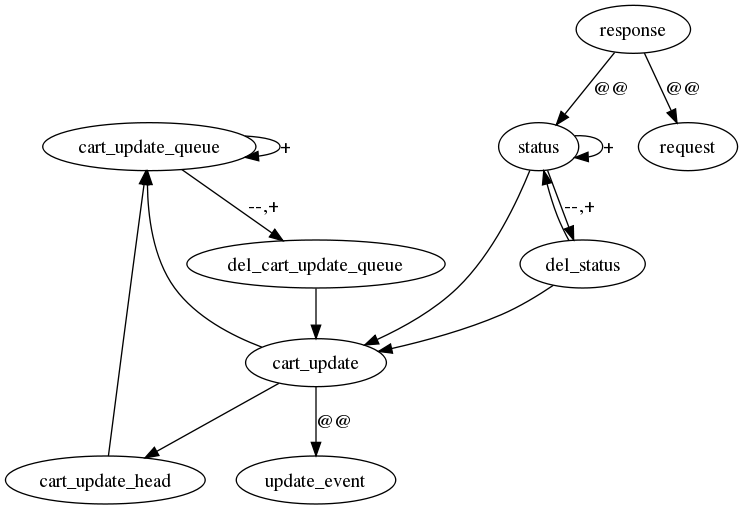 response
@@
@@
cart_update_queue
+
status
+
request
--,+
--,+
del_cart_update_queue
del_status
cart_update
@@
cart_update_head
update_event